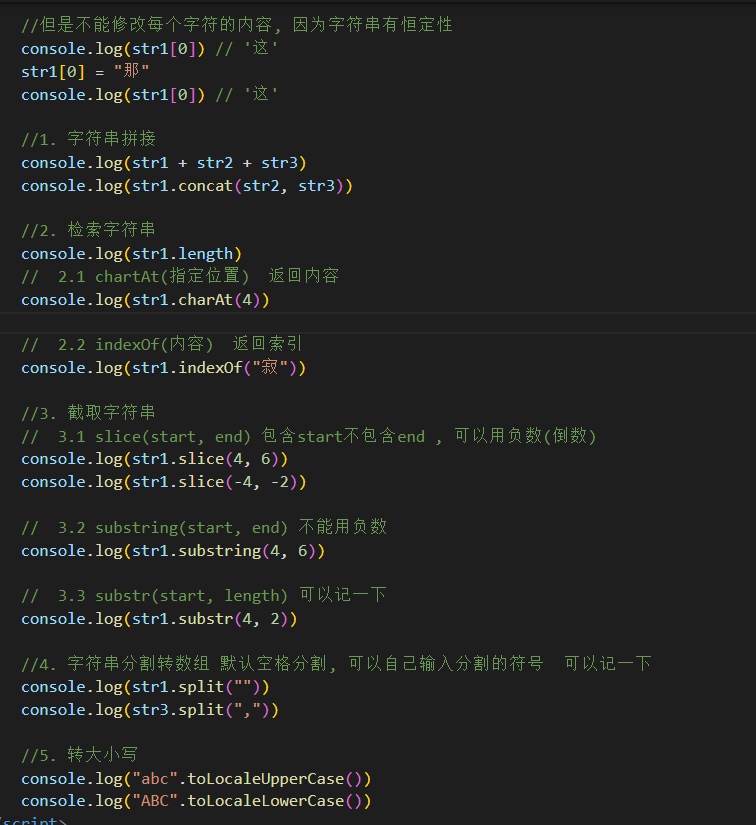 //但是不能修改每个字符的内容, 因为字符串有恒定性
console.log(str1[0]) // '这'
str1[0] = "那"
console.log(str1[0]) // '这'
//1. 字符串拼接
console.log(str1 + str2 + str3)
console.log(str1.concat(str2, str3))
//2. 检索字符串
console.log(str1.length)
//  2.1 chartAt(指定位置)  返回内容
console.log(str1.charAt(4))
//  2.2 indexOf(内容)  返回索引
console.log(str1.indexOf("寂"))
//3. 截取字符串
//  3.1 slice(start, end) 包含start不包含end , 可以用负数(倒数)
console.log(str1.slice(4, 6))
console.log(str1.slice(-4, -2))
//  3.2 substring(start, end) 不能用负数
console.log(str1.substring(4, 6))
//  3.3 substr(start, length) 可以记一下
console.log(str1.substr(4, 2))
//4. 字符串分割转数组 默认空格分割, 可以自己输入分割的符号  可以记一下
console.log(str1.split(""))
console.log(str3.split(","))
//5. 转大小写
console.log("abc".toLocaleUpperCase())
console.log("ABC".toLocaleLowerCase())
/script>